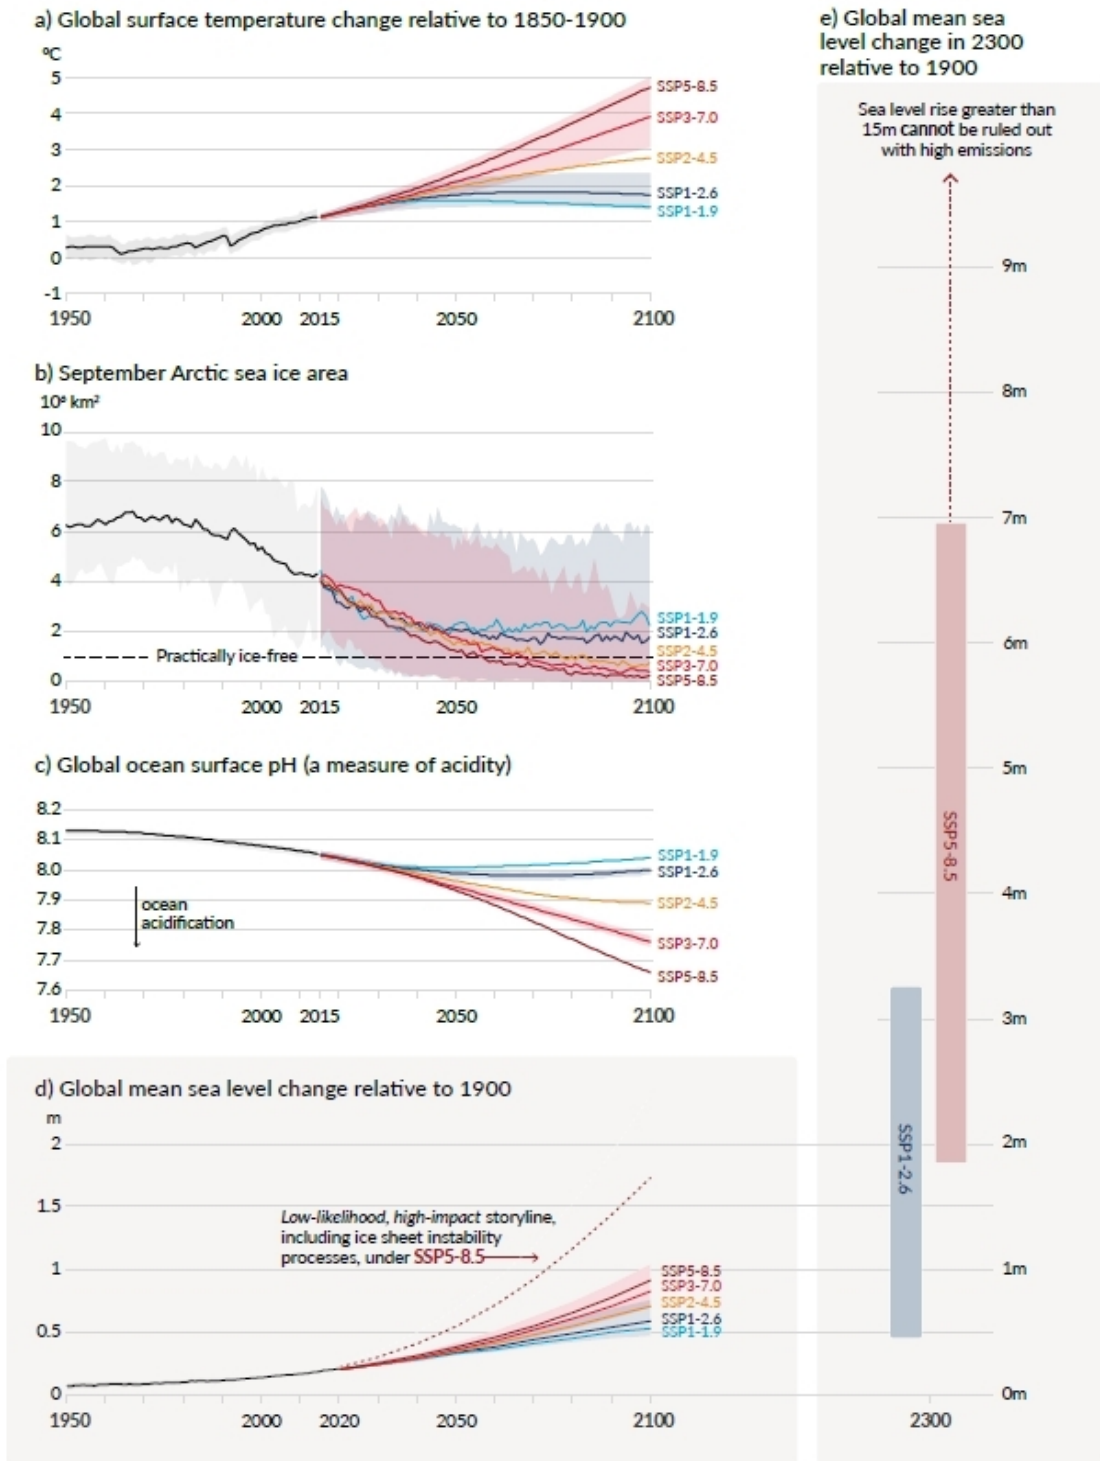 a) Global surface temperature change relative to 1850-1900
ºC
5
4
3
2
1
0
-1
SSP5-8.5
SSP3-7.0
SSP2-4.5
SSP1-2.6
SSP1-1.9
1950 2000 2015 2050 2100
b) September Arctic sea ice area
10⁶ km²
10
8
6
4
2
0
Practically ice-free
SSP1-1.9
SSP1-2.6
SSP2-4.5
SSP3-7.0
SSP5-8.5
1950 2000 2015 2050 2100
c) Global ocean surface pH (a measure of acidity)
8.2
8.1
8.0
7.9
7.8
7.7
7.6
ocean
acidification
SSP1-1.9
SSP1-2.6
SSP2-4.5
SSP3-7.0
SSP5-8.5
1950 2000 2015 2050 2100
d) Global mean sea level change relative to 1900
m
2
1.5
1
0.5
0
Low-likelihood, high-impact storyline,
including ice sheet instability
processes, under SSP5-8.5
SSP5-8.5
SSP3-7.0
SSP2-4.5
SSP1-2.6
SSP1-1.9
1950 2000 2020 2050 2100
e) Global mean sea
level change in 2300
relative to 1900
Sea level rise greater than
15m cannot be ruled out
with high emissions
9m
8m
7m
6m
5m
4m
3m
2m
1m
0m
SSP5-8.5
SSP1-2.6
2300